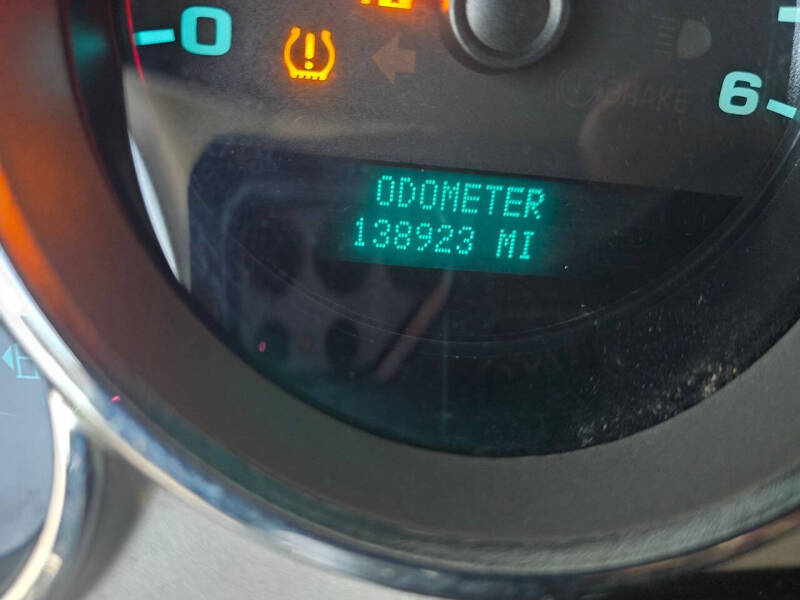 0
BRAKE
6
ODOMETER
138923 MI